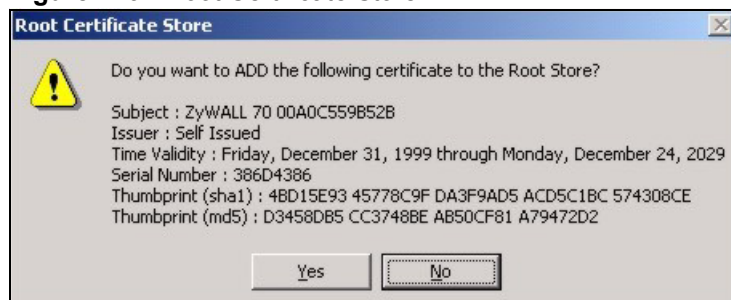 Root Certificate Store
Do you want to ADD the following certificate to the Root Store?
Subject : ZyWALL 70 00A0C559B52B
Issuer : Self Issued
Time Validity : Friday, December 31, 1999 through Monday, December 24, 2029
Serial Number : 386D4386
Thumbprint (sha1) : 4BD15E93 45778C9F DA3F9AD5 ACD5C1BC 574308CE
Thumbprint (md5) : D3458DB5 CC3748BE AB50CF81 A79472D2
Yes No